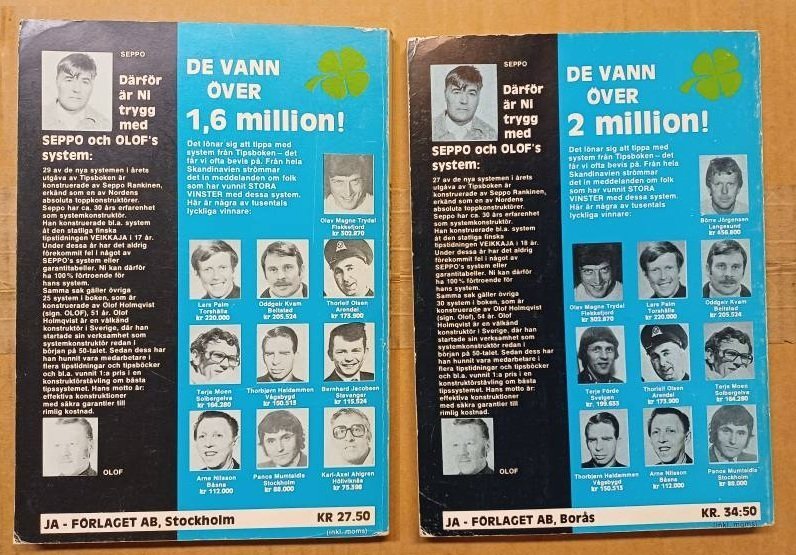 SEPPO
Därför
är NI
trygg
med
SEPPO och OLOF's
system:
29 av de nya systemen i årets
utgåva av Tipsboken är
konstruerade av Seppo Rankinen,
erkänd som en av Nordens
absoluta toppkonstruktörer.
Seppo har ca. 30 års erfarenhet
som systemkonstruktör.
Han konstruerade bl.a. system
åt den statliga finska
tipstidningen VEIKKAJA i 17 år.
Under dessa år har det aldrig
förekommit fel i något av
SEPPO's system eller
garantitabeller. Ni kan därför
ha 100% förtroende för
hans system.
Samma sak gäller övriga
25 system i boken, som är
konstruerade av Olof Holmqvist
(sign. OLOF), 51 år. Olof
Holmqvist är en välkänd
konstruktör i Sverige, där han
startade sin verksamhet som
systemkonstruktör redan i
början på 50-talet. Sedan dess har
han hunnit vara medarbetare i
flera tipstidningar och tipsböcker
och bl.a. vunnit 1:a pris i en
konstruktörstävling om bästa
tipssystemet. Hans motto är:
effektiva konstruktioner
med säkra garantier till
rimlig kostnad.
OLOF
DE VANN
ÖVER
1,6 million!
Det lönar sig att tippa med
system från Tipsboken – det
får vi ofta bevis på. Från hela
Skandinavien strömmar
det in meddelanden om folk
som har vunnit STORA
VINSTER med dessa system.
Här är några av tusentals
lyckliga vinnare:
Olav Magne Trydal
Flekkefjord
kr 302.870
Lars Palm
Torshälla
kr 220.000
Oddgeir Kvam
Beitstad
kr 205.524
Thorleif Olsen
Arendal
kr 173.900
Terje Moen
Solbergelva
kr 164.280
Thorbjørn Haldammen
Vågsbygd
kr 150.513
Bernhard Jacobsen
Stavanger
kr 115.524
Arne Nilsson
Båsna
kr 112.000
Panos Mumtsidis
Stockholm
kr 88.000
Karl-Axel Ahlgren
Hölöviknäs
kr 75.398
JA - FÖRLAGET AB, Stockholm
KR 27.50
(inkl. moms)
SEPPO
Därför
är NI
trygg
med
SEPPO och OLOF's
system:
27 av de nya systemen i årets
utgåva av Tipsboken är
konstruerade av Seppo Rankinen,
erkänd som en av Nordens
absoluta toppkonstruktörer.
Seppo har ca. 30 års erfarenhet
som systemkonstruktör.
Han konstruerade bl.a. system
åt den statliga finska
tipstidningen VEIKKAJA i 18 år.
Under dessa år har det aldrig
förekommit fel i något av
SEPPO's system eller
garantitabeller. Ni kan därför
ha 100% förtroende för
hans system.
Samma sak gäller övriga
30 system i boken, som är
konstruerade av Olof Holmqvist
(sign. OLOF), 54 år. Olof
Holmqvist är en välkänd
konstruktör i Sverige, där han
startade sin verksamhet som
systemkonstruktör redan i
början på 50-talet. Sedan dess har
han hunnit vara medarbetare i
flera tipstidningar och tipsböcker
och bl.a. vunnit 1:a pris i en
konstruktörstävling om bästa
tipssystemet. Hans motto är:
effektiva konstruktioner
med säkra garantier till
rimlig kostnad.
OLOF
DE VANN
ÖVER
2 million!
Det lönar sig att tippa med
system från Tipsboken – det
får vi ofta bevis på. Från hela
Skandinavien strömmar
det in meddelanden om folk
som har vunnit STORA
VINSTER med dessa system.
Här är några av tusentals
lyckliga vinnare:
Börre Jörgensen
Langesund
kr 456.800
Olav Magne Trydal
Flekkefjord
kr 302.870
Lars Palm
Torshälla
kr 220.000
Oddgeir Kvam
Beitstad
kr 205.524
Terje Förde
Svelgen
kr 199.653
Thorleif Olsen
Arendal
kr 173.900
Terje Moen
Solbergelva
kr 164.280
Thorbjørn Haldammen
Vågsbygd
kr 150.513
Arne Nilsson
Båsna
kr 112.000
Panos Mumtsidis
Stockholm
kr 88.000
JA - FÖRLAGET AB, Borås
KR. 34:50
(inkl. moms)